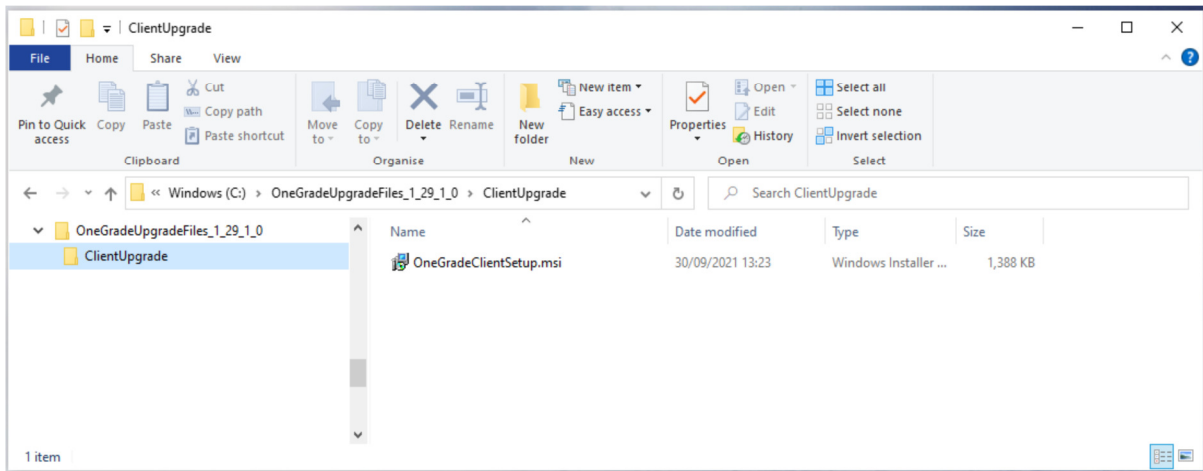 ClientUpgrade
File Home Share View
Pin to Quick access
Copy
Paste
Cut
Copy path
Paste shortcut
Clipboard
Move to
Copy to
Delete
Rename
Organise
New folder
New item
Easy access
New
Properties
Open
Edit
History
Open
Select all
Select none
Invert selection
Select
« Windows (C:) > OneGradeUpgradeFiles_1_29_1_0 > ClientUpgrade
Search ClientUpgrade
OneGradeUpgradeFiles_1_29_1_0
ClientUpgrade
Name Date modified Type Size
OneGradeClientSetup.msi 30/09/2021 13:23 Windows Installer ... 1,388 KB
1 item